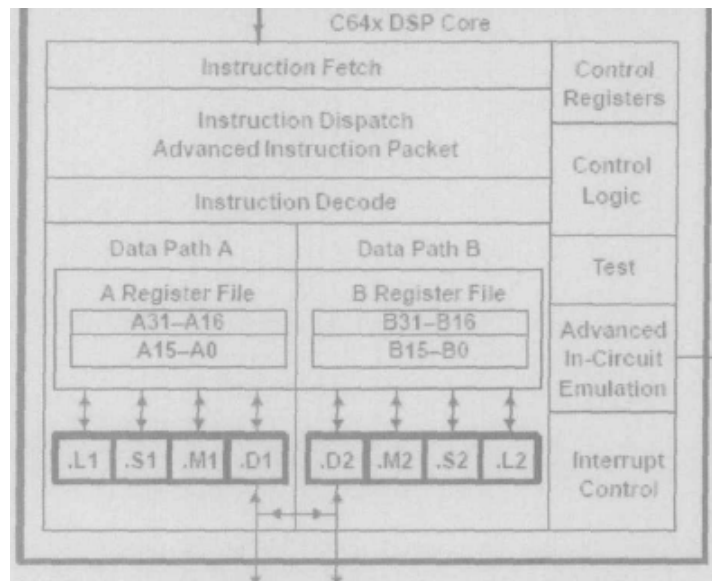 C64x DSP Core
Instruction Fetch
Control
Registers
Instruction Dispatch
Advanced Instruction Packet
Control
Logic
Instruction Decode
Data Path A
Data Path B
Test
A Register File
A31–A16
A15–A0
B Register File
B31–B16
B15–B0
Advanced
In-Circuit
Emulation
.L1
.S1
.M1
.D1
.D2
.M2
.S2
.L2
Interrupt
Control